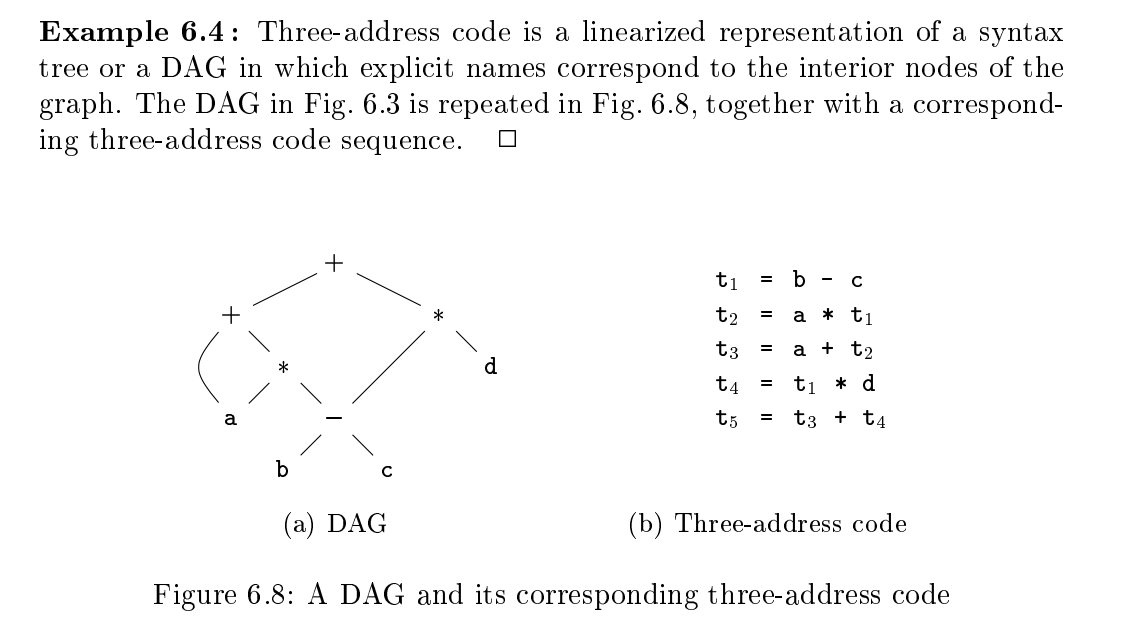 Example 6.4: Three-address code is a linearized representation of a syntax
tree or a DAG in which explicit names correspond to the interior nodes of the
graph. The DAG in Fig. 6.3 is repeated in Fig. 6.8, together with a correspond-
ing three-address code sequence. □
+
+ *
* d
a −
b c
t₁ = b - c
t₂ = a * t₁
t₃ = a + t₂
t₄ = t₁ * d
t₅ = t₃ + t₄
(a) DAG
(b) Three-address code
Figure 6.8: A DAG and its corresponding three-address code